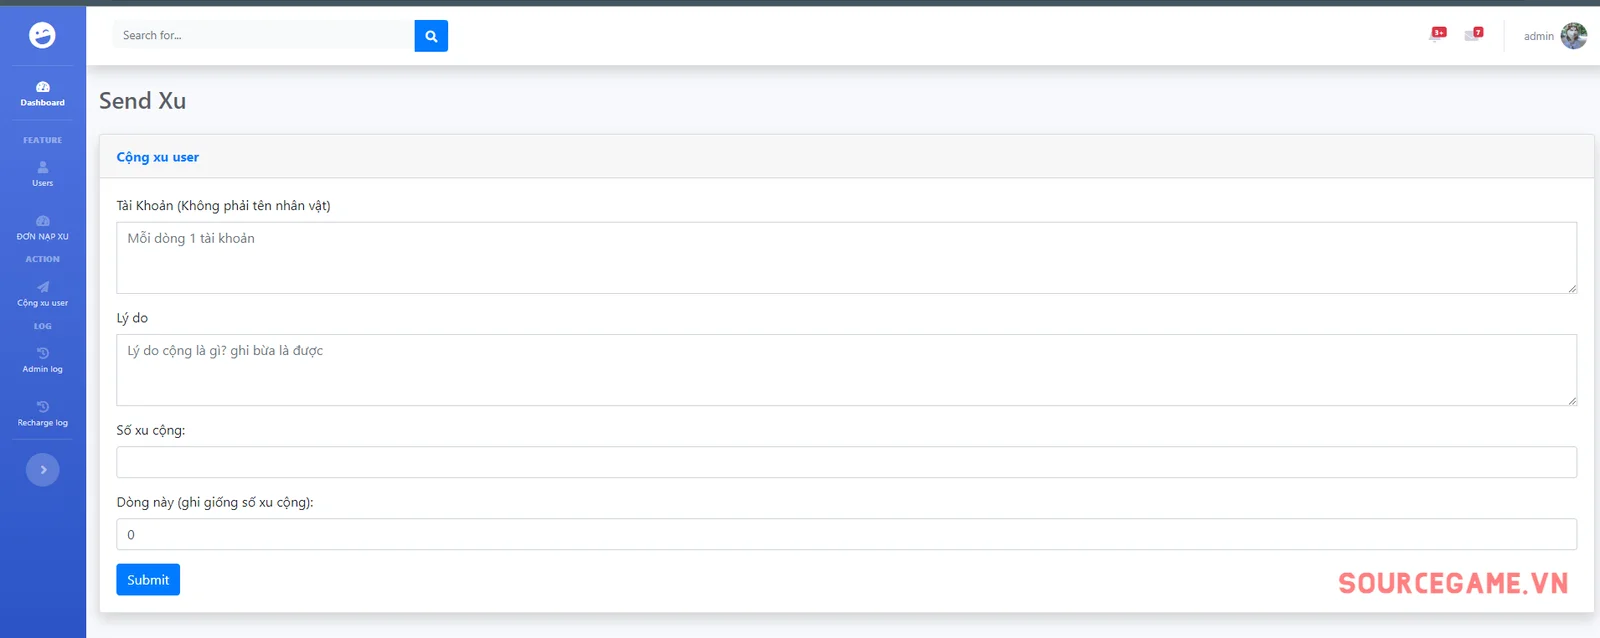 Search for...
3+
7
admin
Dashboard
FEATURE
Users
ĐƠN NẠP XU
ACTION
Cộng xu user
LOG
Admin log
Recharge log
Send Xu
Cộng xu user
Tài Khoản (Không phải tên nhân vật)
Mỗi dòng 1 tài khoản
Lý do
Lý do cộng là gì? ghi bừa là được
Số xu cộng:
Dòng này (ghi giống số xu cộng):
0
Submit
SOURCEGAME.VN